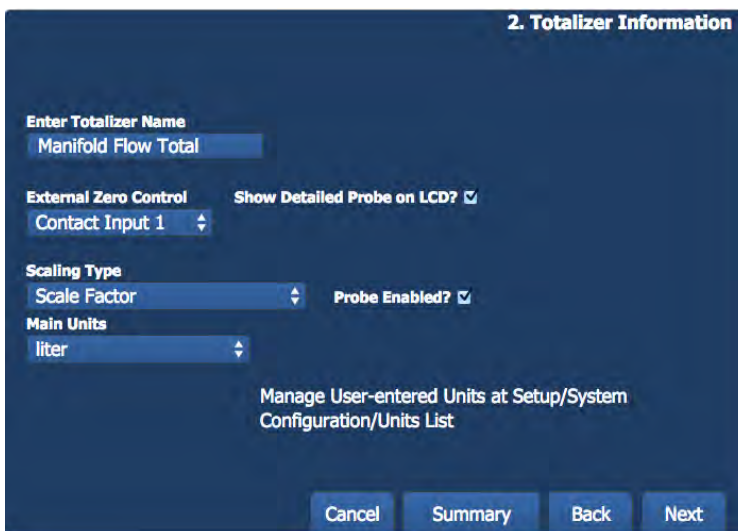 2. Totalizer Information
Enter Totalizer Name
Manifold Flow Total
External Zero Control
Show Detailed Probe on LCD?
Contact Input 1
Scaling Type
Scale Factor
Probe Enabled?
Main Units
liter
Manage User-entered Units at Setup/System
Configuration/Units List
Cancel
Summary
Back
Next